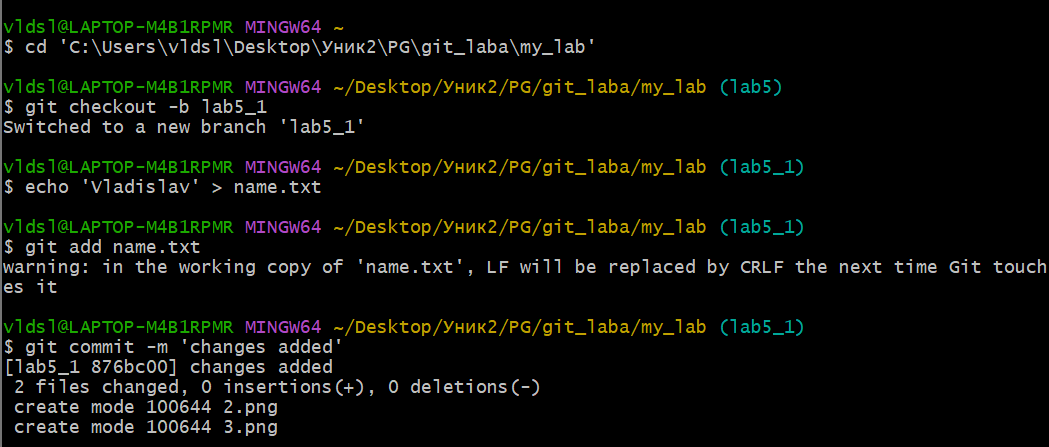 vldsl@LAPTOP-M4B1RPMR MINGW64 ~
$ cd 'C:\Users\vldsl\Desktop\Уник2\PG\git_laba\my_lab'
vldsl@LAPTOP-M4B1RPMR MINGW64 ~/Desktop/Уник2/PG/git_laba/my_lab (lab5)
$ git checkout -b lab5_1
Switched to a new branch 'lab5_1'
vldsl@LAPTOP-M4B1RPMR MINGW64 ~/Desktop/Уник2/PG/git_laba/my_lab (lab5_1)
$ echo 'Vladislav' > name.txt
vldsl@LAPTOP-M4B1RPMR MINGW64 ~/Desktop/Уник2/PG/git_laba/my_lab (lab5_1)
$ git add name.txt
warning: in the working copy of 'name.txt', LF will be replaced by CRLF the next time Git touch
es it
vldsl@LAPTOP-M4B1RPMR MINGW64 ~/Desktop/Уник2/PG/git_laba/my_lab (lab5_1)
$ git commit -m 'changes added'
[lab5_1 876bc00] changes added
 2 files changed, 0 insertions(+), 0 deletions(-)
 create mode 100644 2.png
 create mode 100644 3.png